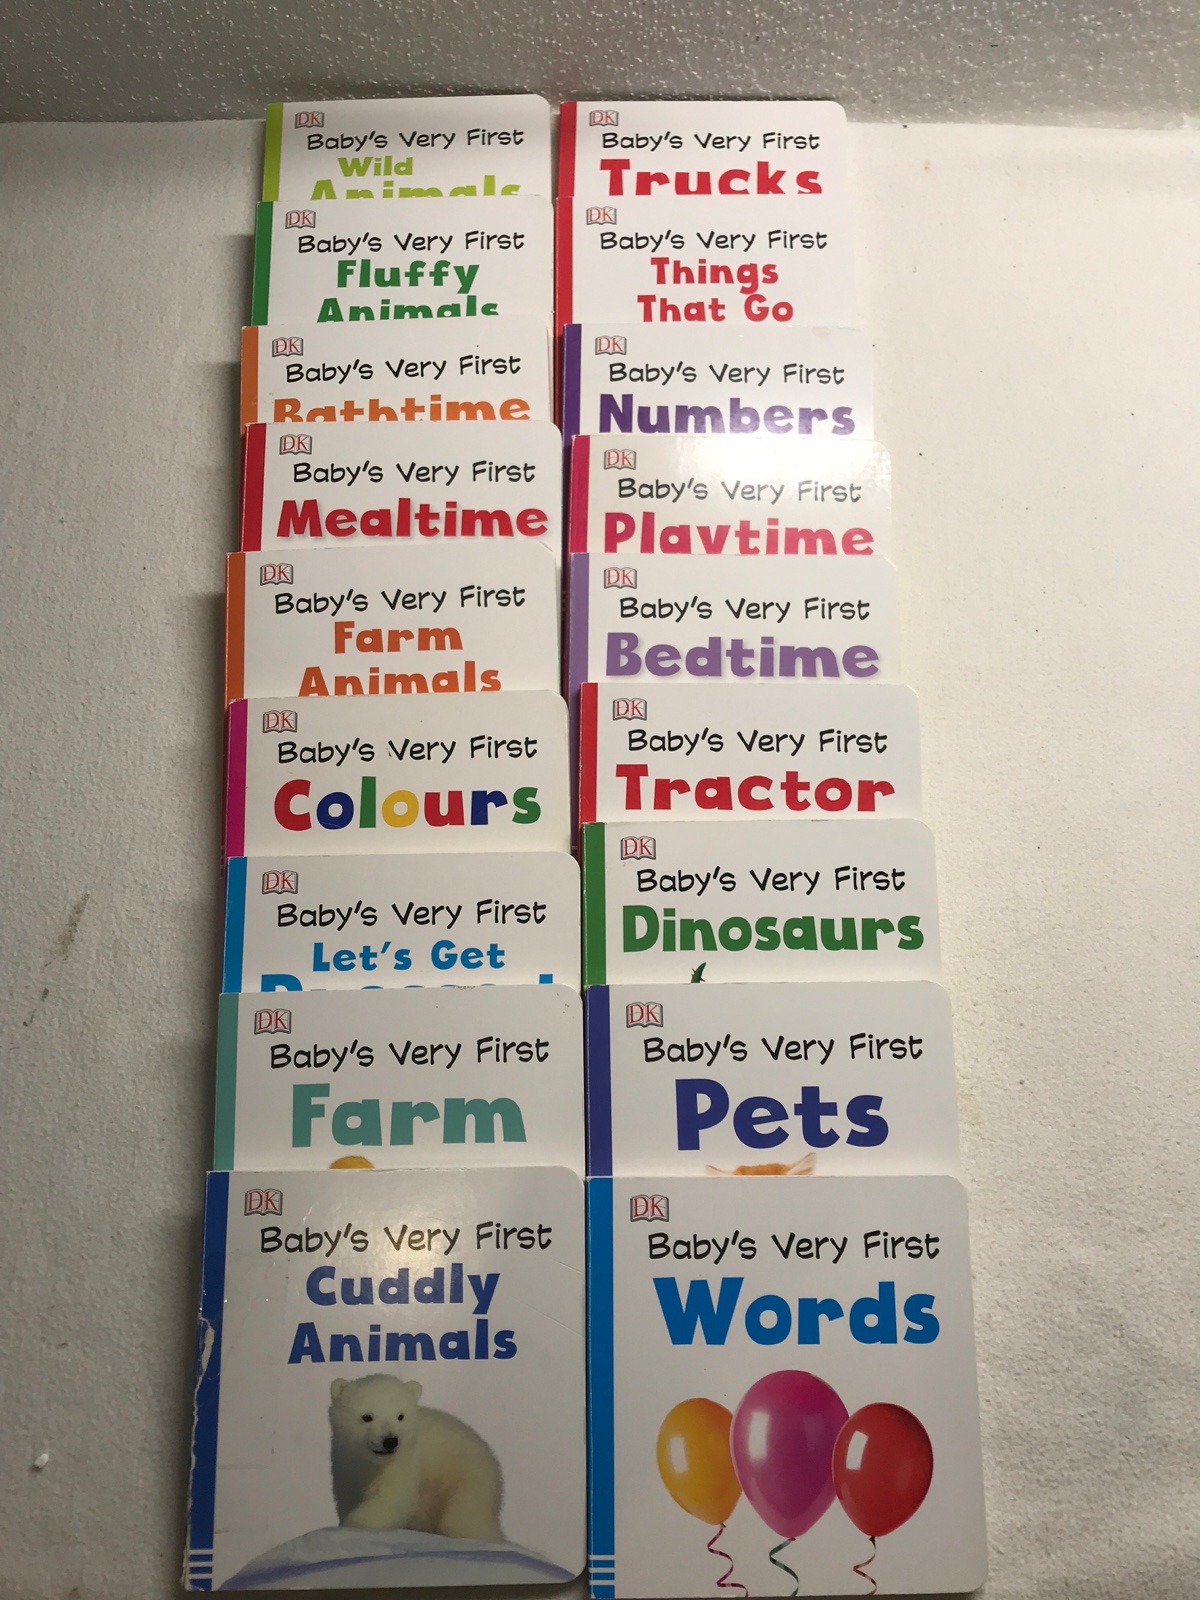 DK
Baby's Very First
Wild
Animals
DK
Baby's Very First
Fluffy
Animals
DK
Baby's Very First
Bathtime
DK
Baby's Very First
Mealtime
DK
Baby's Very First
Farm
Animals
DK
Baby's Very First
Colours
DK
Baby's Very First
Let's Get
Dressed
DK
Baby's Very First
Farm
DK
Baby's Very First
Cuddly
Animals
DK
Baby's Very First
Trucks
DK
Baby's Very First
Things
That Go
DK
Baby's Very First
Numbers
DK
Baby's Very First
Playtime
DK
Baby's Very First
Bedtime
DK
Baby's Very First
Tractor
DK
Baby's Very First
Dinosaurs
DK
Baby's Very First
Pets
DK
Baby's Very First
Words